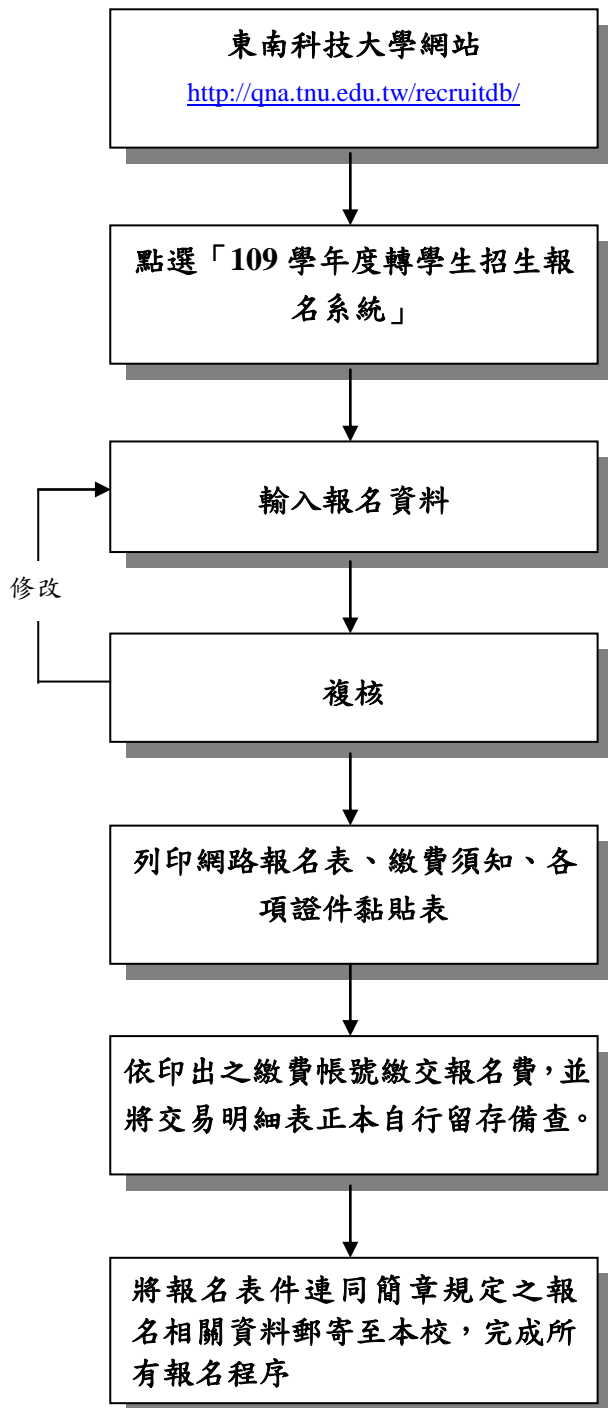 東南科技大學網站
http://qna.tnu.edu.tw/recruitdb/
點選「109 學年度轉學生招生報
名系統」
輸入報名資料
修改
複核
列印網路報名表、繳費須知、各
項證件黏貼表
依印出之繳費帳號繳交報名費，並
將交易明細表正本自行留存備查。
將報名表件連同簡章規定之報
名相關資料郵寄至本校，完成所
有報名程序